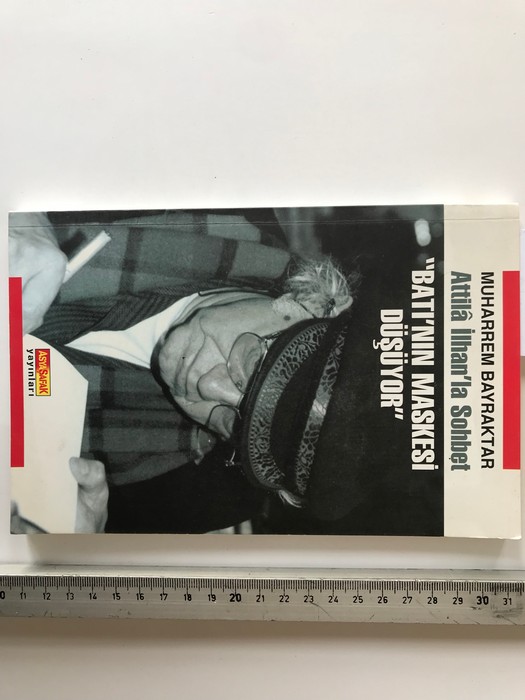 MUHARREM BAYRAKTAR
Attilâ İlhan'la Sohbet
"BATI'NIN MASKESİ
DÜŞÜYOR"
ASYA ŞAFAK
yayınları
0 11 12 13 14 15 16 17 18 19 20 21 22 23 24 25 26 27 28 29 30 31